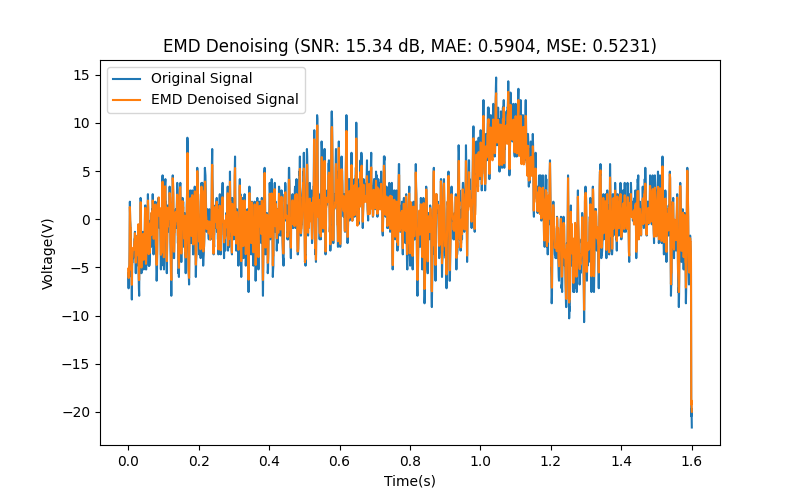 EMD Denoising (SNR: 15.34 dB, MAE: 0.5904, MSE: 0.5231)
Original Signal
EMD Denoised Signal
Voltage(V)
15
10
5
0
−5
−10
−15
−20
0.0 0.2 0.4 0.6 0.8 1.0 1.2 1.4 1.6
Time(s)